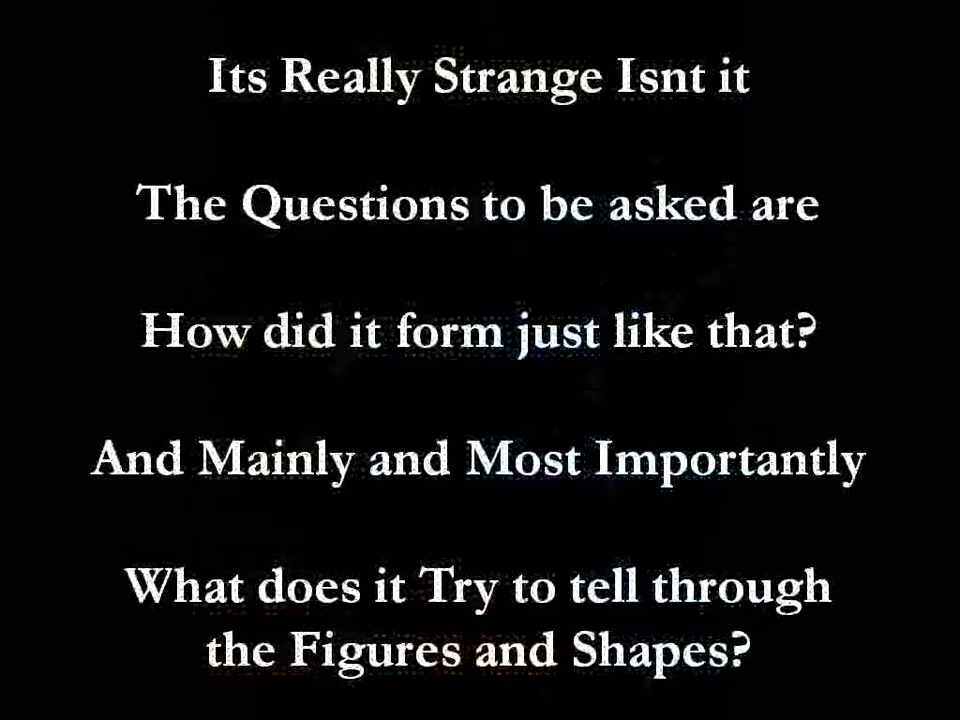 Its Really Strange Isnt it
The Questions to be asked are
How did it form just like that?
And Mainly and Most Importantly
What does it Try to tell through
the Figures and Shapes?